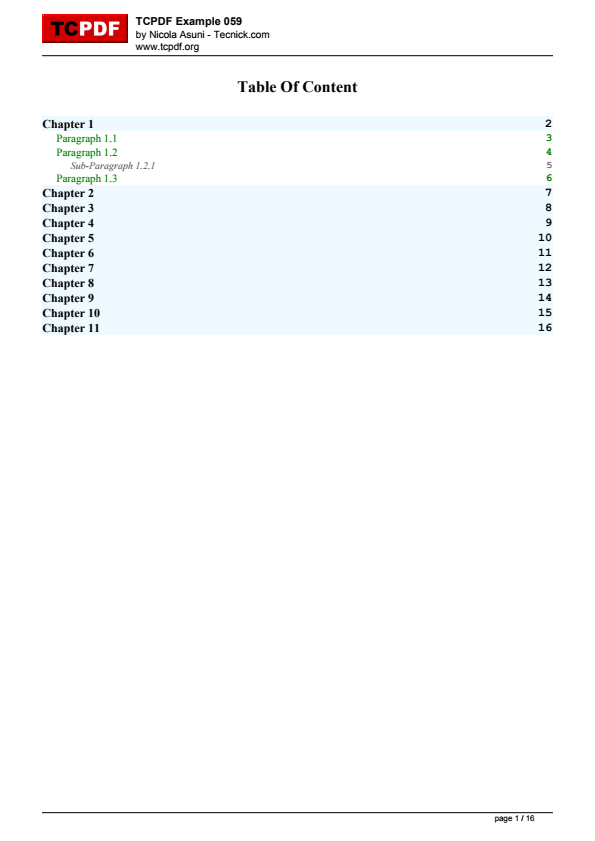 TCPDF
TCPDF Example 059
by Nicola Asuni - Tecnick.com
www.tcpdf.org
Table Of Content
Chapter 1 2
Paragraph 1.1 3
Paragraph 1.2 4
Sub-Paragraph 1.2.1 5
Paragraph 1.3 6
Chapter 2 7
Chapter 3 8
Chapter 4 9
Chapter 5 10
Chapter 6 11
Chapter 7 12
Chapter 8 13
Chapter 9 14
Chapter 10 15
Chapter 11 16
page 1 / 16